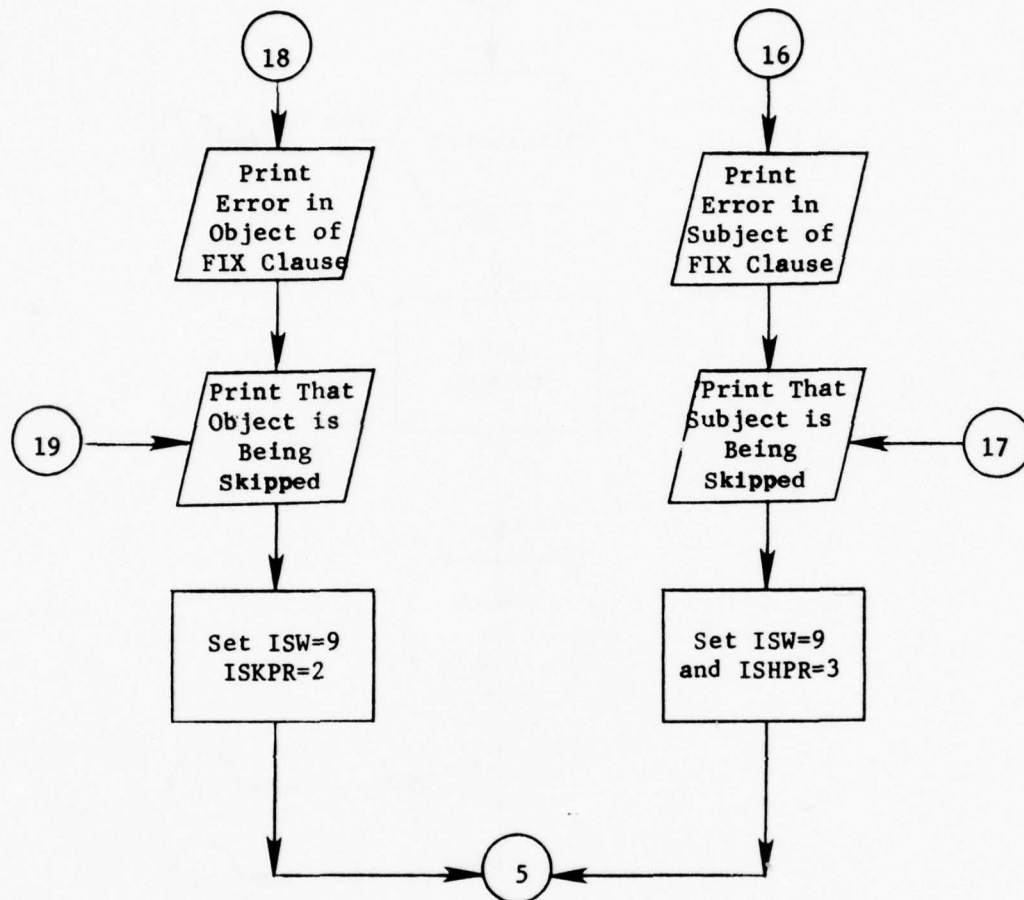 18
Print
Error in
Object of
FIX Clause
19
Print That
Object is
Being
Skipped
Set ISW=9
ISKPR=2
16
Print
Error in
Subject of
FIX Clause
Print That
Subject is
Being
Skipped
17
Set ISW=9
and ISHPR=3
5